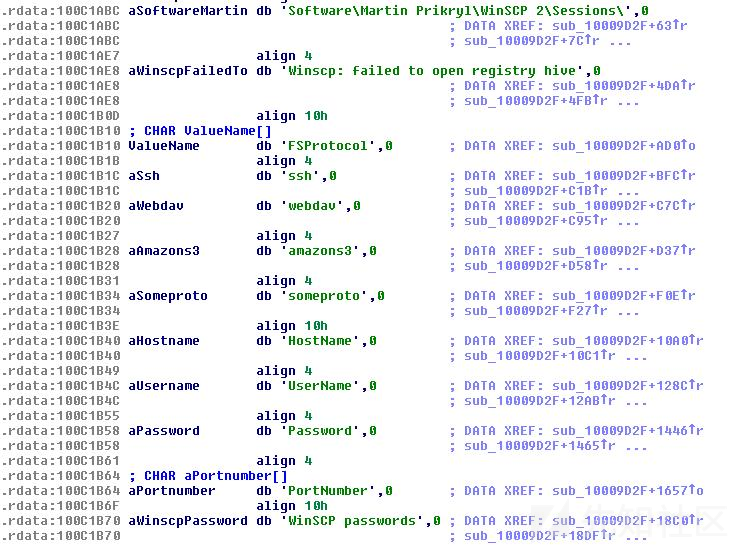 .rdata:100C1ABC aSoftwareMartin db 'Software\Martin Prikryl\WinSCP 2\Sessions\',0
.rdata:100C1ABC ; DATA XREF: sub_10009D2F+63↑r
.rdata:100C1ABC ; sub_10009D2F+7C↑r ...
.rdata:100C1AE7 align 4
.rdata:100C1AE8 aWinscpFailedTo db 'Winscp: failed to open registry hive',0
.rdata:100C1AE8 ; DATA XREF: sub_10009D2F+4DA↑r
.rdata:100C1AE8 ; sub_10009D2F+4FB↑r ...
.rdata:100C1B0D align 10h
.rdata:100C1B10 ; CHAR ValueName[]
.rdata:100C1B10 ValueName db 'FSProtocol',0 ; DATA XREF: sub_10009D2F+AD0↑o
.rdata:100C1B1B align 4
.rdata:100C1B1C aSsh db 'ssh',0 ; DATA XREF: sub_10009D2F+BFC↑r
.rdata:100C1B1C ; sub_10009D2F+C1B↑r ...
.rdata:100C1B20 aWebdav db 'webdav',0 ; DATA XREF: sub_10009D2F+C7C↑r
.rdata:100C1B20 ; sub_10009D2F+C95↑r ...
.rdata:100C1B27 align 4
.rdata:100C1B28 aAmazons3 db 'amazons3',0 ; DATA XREF: sub_10009D2F+D37↑r
.rdata:100C1B28 ; sub_10009D2F+D58↑r ...
.rdata:100C1B31 align 4
.rdata:100C1B34 aSomeproto db 'someproto',0 ; DATA XREF: sub_10009D2F+F0E↑r
.rdata:100C1B34 ; sub_10009D2F+F27↑r ...
.rdata:100C1B3E align 10h
.rdata:100C1B40 aHostname db 'HostName',0 ; DATA XREF: sub_10009D2F+10A0↑r
.rdata:100C1B40 ; sub_10009D2F+10C1↑r ...
.rdata:100C1B49 align 4
.rdata:100C1B4C aUsername db 'UserName',0 ; DATA XREF: sub_10009D2F+128C↑r
.rdata:100C1B4C ; sub_10009D2F+12AB↑r ...
.rdata:100C1B55 align 4
.rdata:100C1B58 aPassword db 'Password',0 ; DATA XREF: sub_10009D2F+1446↑r
.rdata:100C1B58 ; sub_10009D2F+1465↑r ...
.rdata:100C1B61 align 4
.rdata:100C1B64 ; CHAR aPortnumber[]
.rdata:100C1B64 aPortnumber db 'PortNumber',0 ; DATA XREF: sub_10009D2F+1657↑o
.rdata:100C1B6F align 10h
.rdata:100C1B70 aWinscpPassword db 'WinSCP passwords',0 ; DATA XREF: sub_10009D2F+18C0↑r
.rdata:100C1B70 ; sub_10009D2F+18DF↑r ...